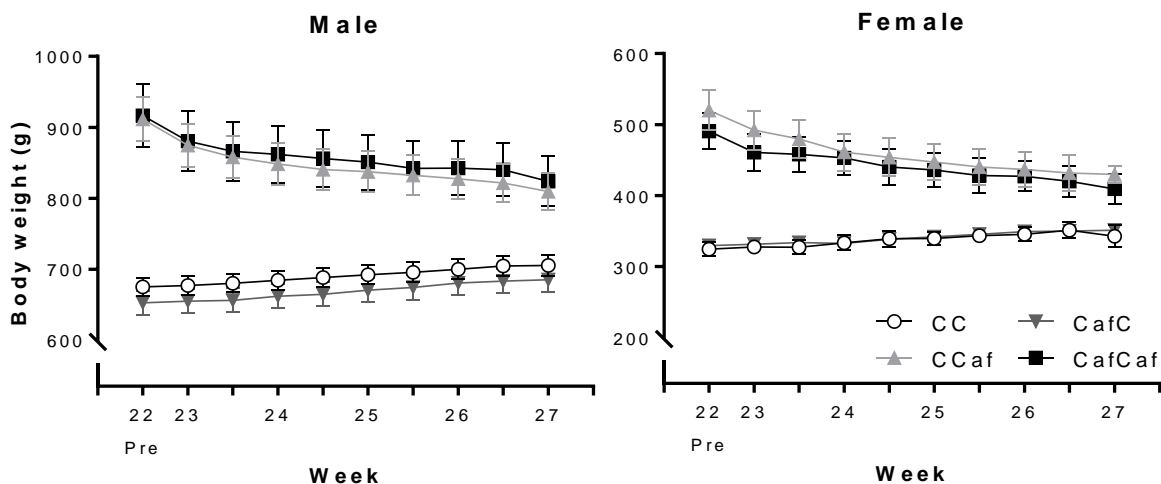 Male
Body weight (g)
1000
900
800
700
600
22 23 24 25 26 27
Pre
Week
Female
600
500
400
300
200
CC CafC
CCaf CafCaf
22 23 24 25 26 27
Pre
Week